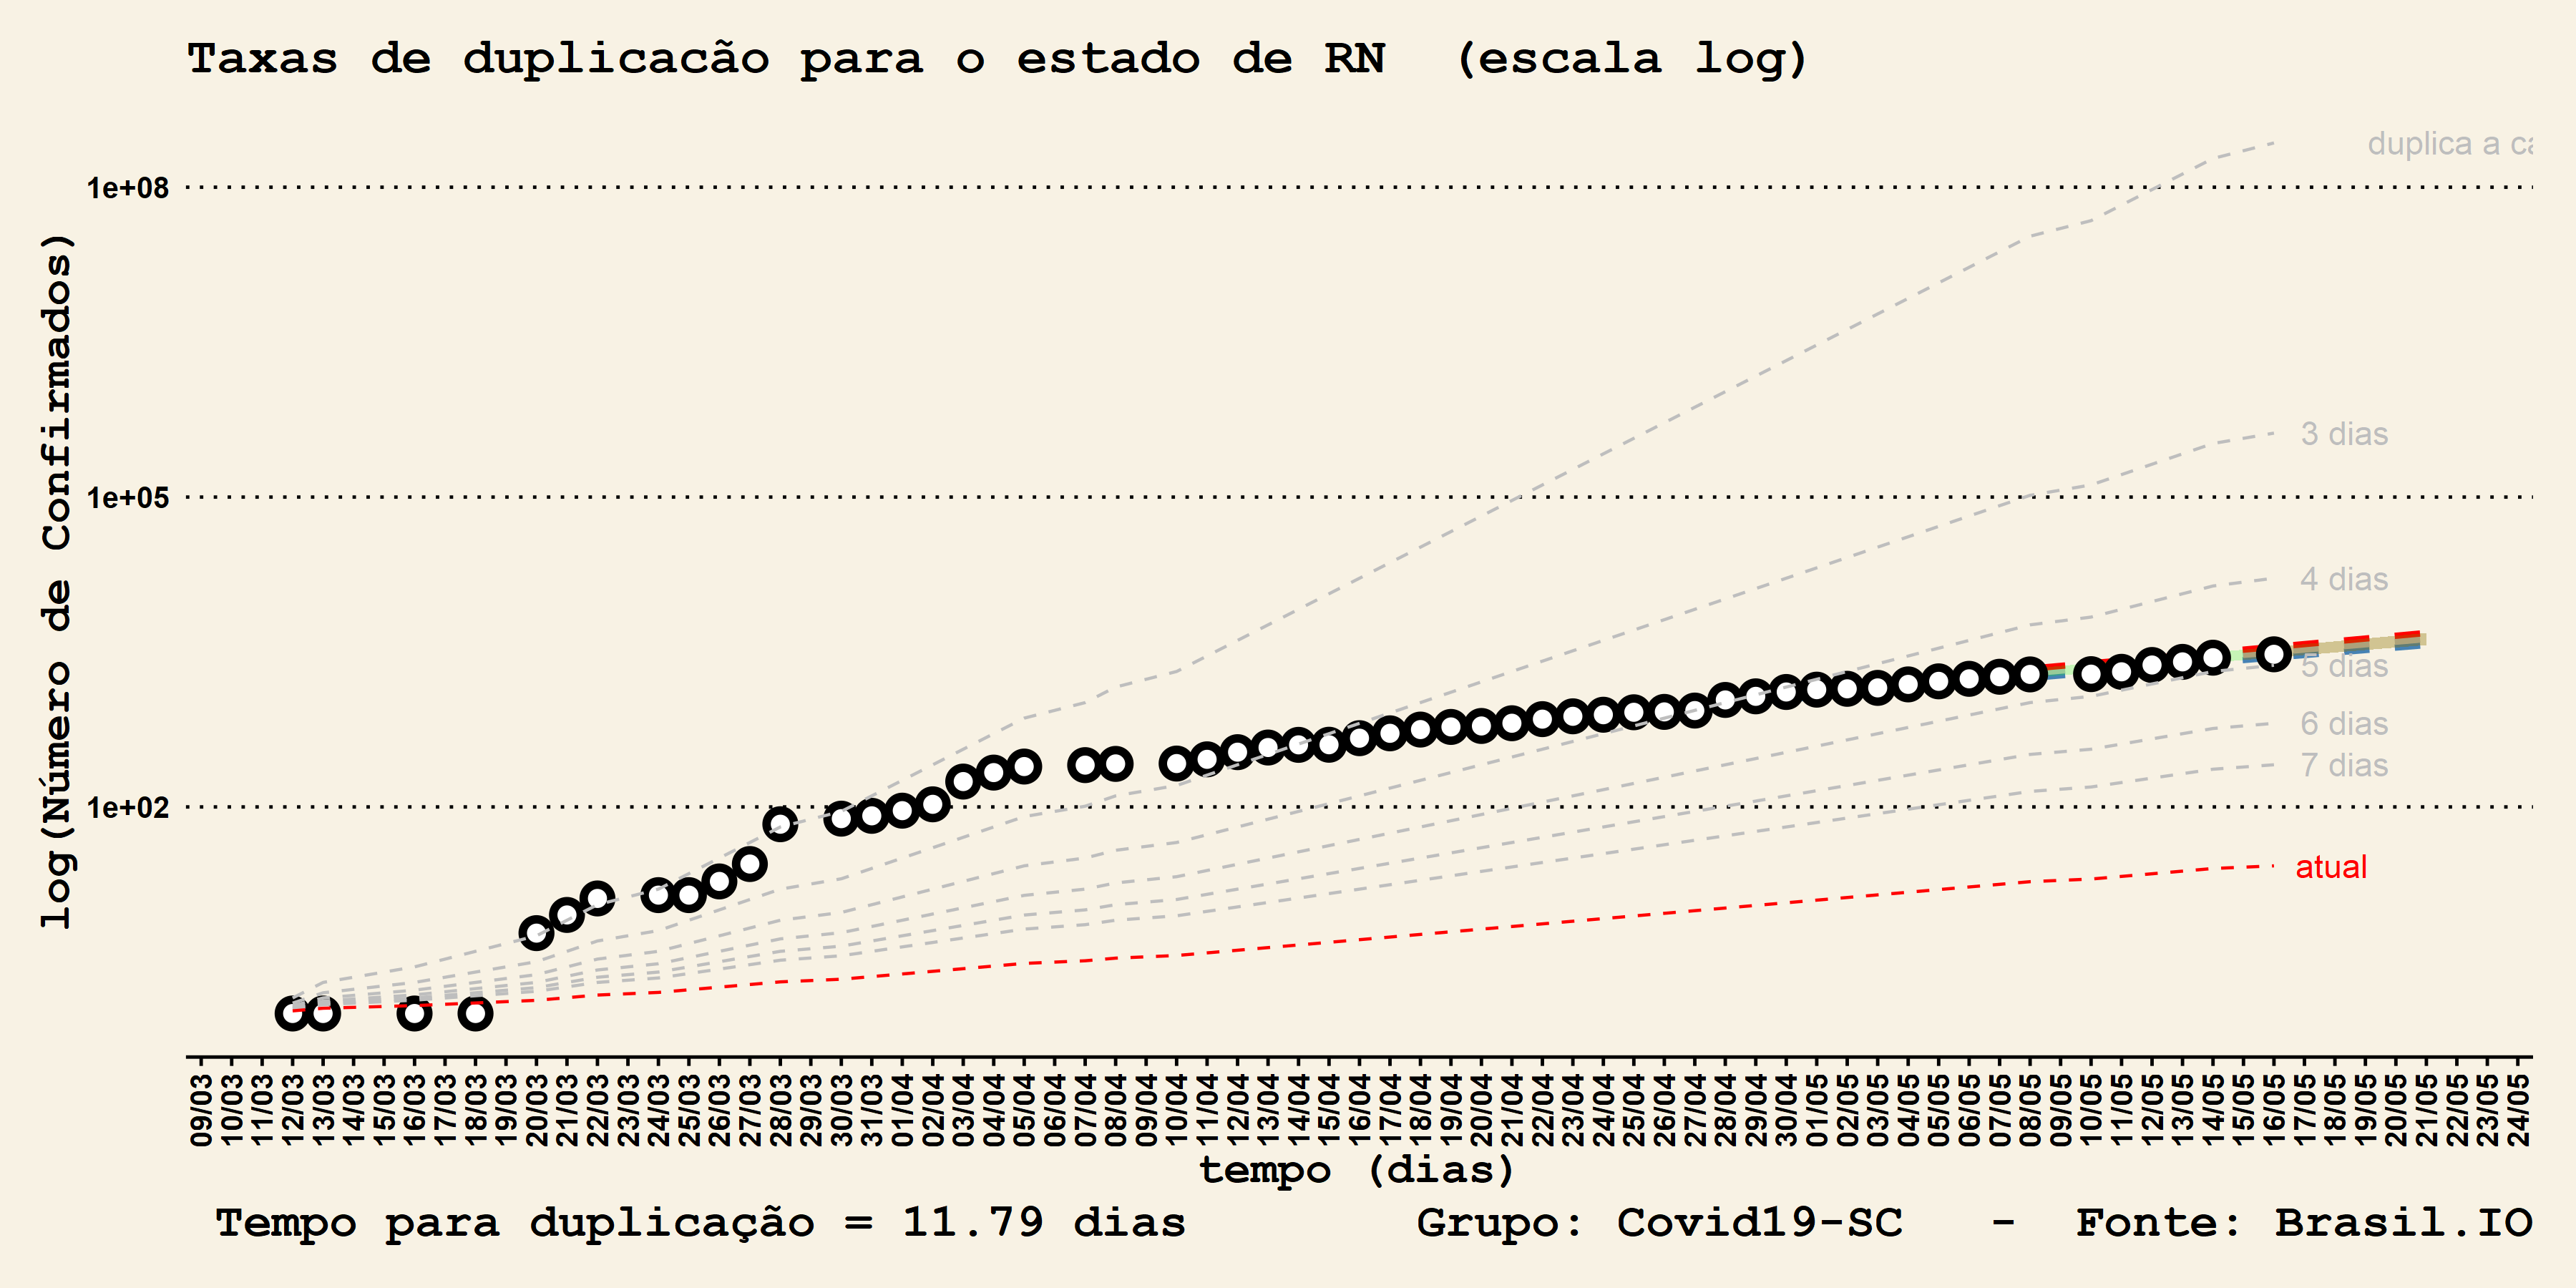 Taxas de duplicacão para o estado de RN (escala log)
duplica a
1e+08
3 dias
1e+05
4 dias
5 dias
6 dias
7 dias
1e+02
atual
log(Número de Confirmados)
09/03 10/03 11/03 12/03 13/03 14/03 15/03 16/03 17/03 18/03 19/03 20/03 21/03 22/03 23/03 24/03 25/03 26/03 27/03 28/03 29/03 30/03 31/03 01/04 02/04 03/04 04/04 05/04 06/04 07/04 08/04 09/04 10/04 11/04 12/04 13/04 14/04 15/04 16/04 17/04 18/04 19/04 20/04 21/04 22/04 23/04 24/04 25/04 26/04 27/04 28/04 29/04 30/04 01/05 02/05 03/05 04/05 05/05 06/05 07/05 08/05 09/05 10/05 11/05 12/05 13/05 14/05 15/05 16/05 17/05 18/05 19/05 20/05 21/05 22/05 23/05 24/05
tempo (dias)
Tempo para duplicação = 11.79 dias Grupo: Covid19-SC - Fonte: Brasil.IO